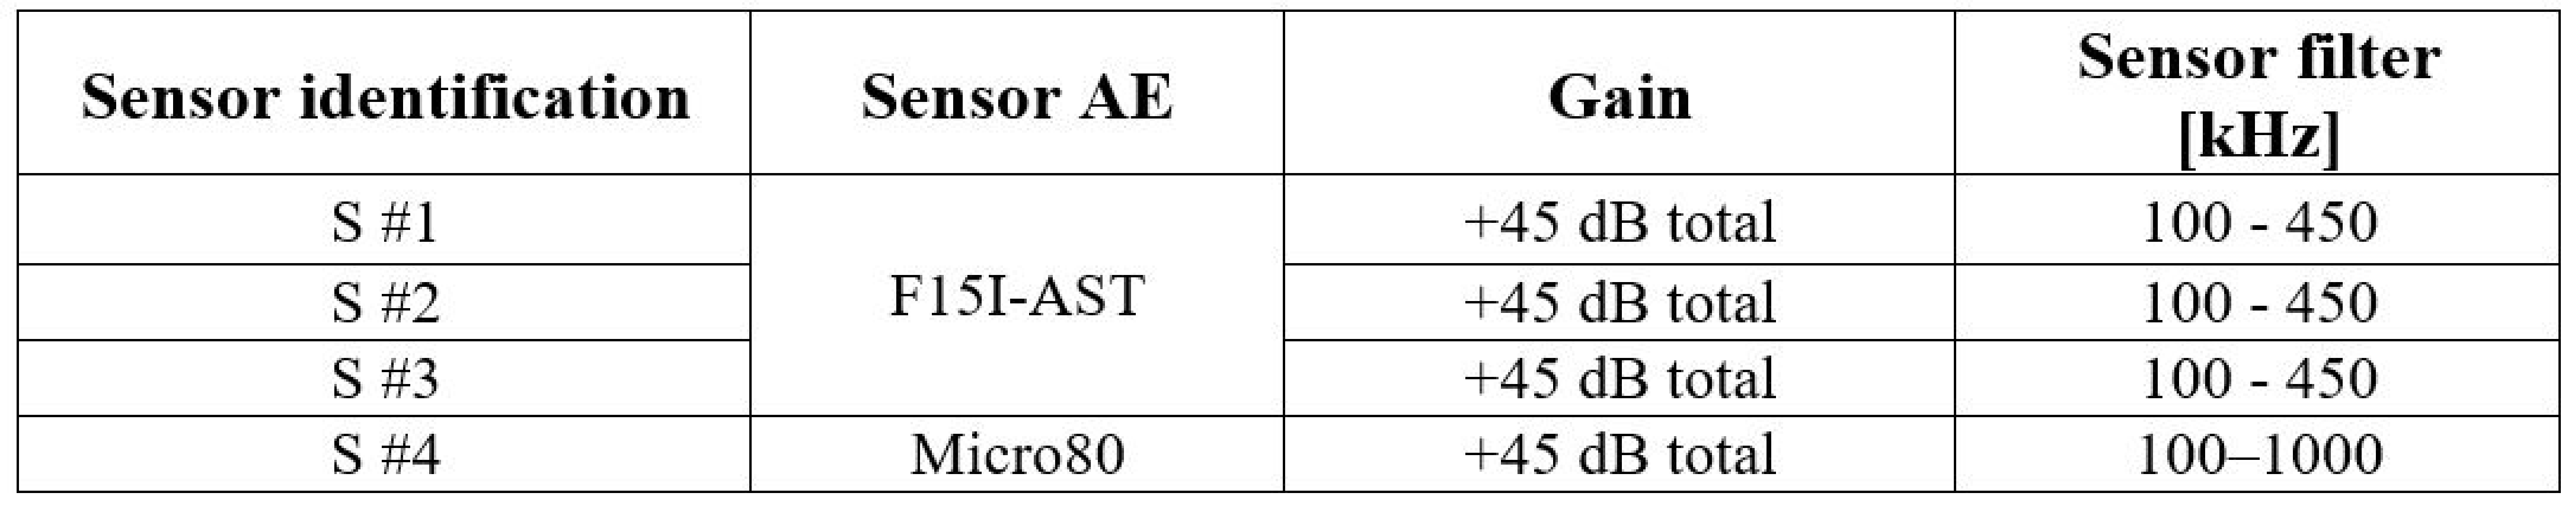 Sensor identification Sensor AE Gain Sensor filter
[kHz]
S #1 F15I-AST +45 dB total 100 - 450
S #2 +45 dB total 100 - 450
S #3 +45 dB total 100 - 450
S #4 Micro80 +45 dB total 100–1000